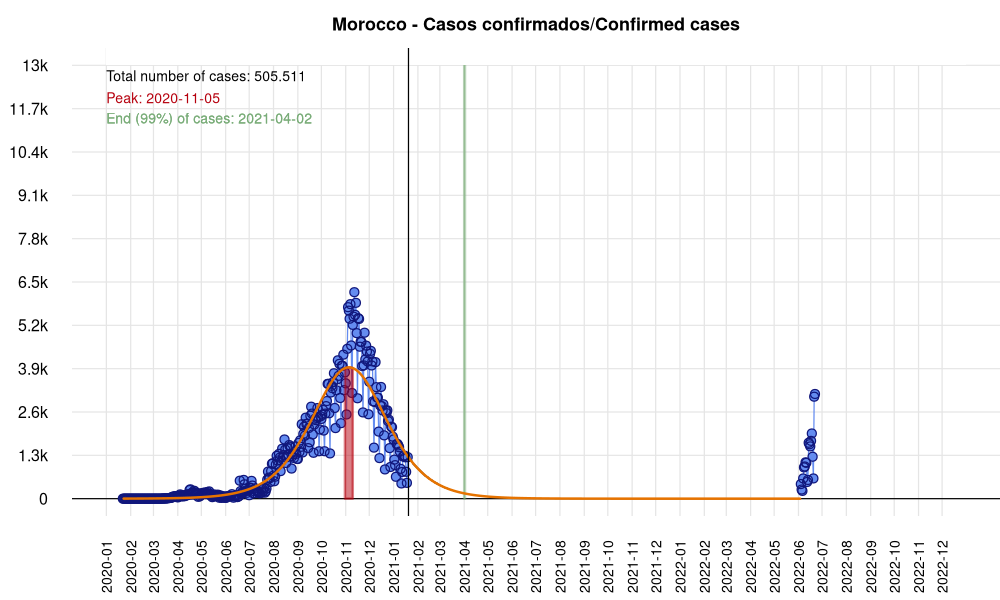 Morocco - Casos confirmados/Confirmed cases
Total number of cases: 505.511
Peak: 2020-11-05
End (99%) of cases: 2021-04-02
13k
11.7k
10.4k
9.1k
7.8k
6.5k
5.2k
3.9k
2.6k
1.3k
0
2020-01
2020-02
2020-03
2020-04
2020-05
2020-06
2020-07
2020-08
2020-09
2020-10
2020-11
2020-12
2021-01
2021-02
2021-03
2021-04
2021-05
2021-06
2021-07
2021-08
2021-09
2021-10
2021-11
2021-12
2022-01
2022-02
2022-03
2022-04
2022-05
2022-06
2022-07
2022-08
2022-09
2022-10
2022-11
2022-12